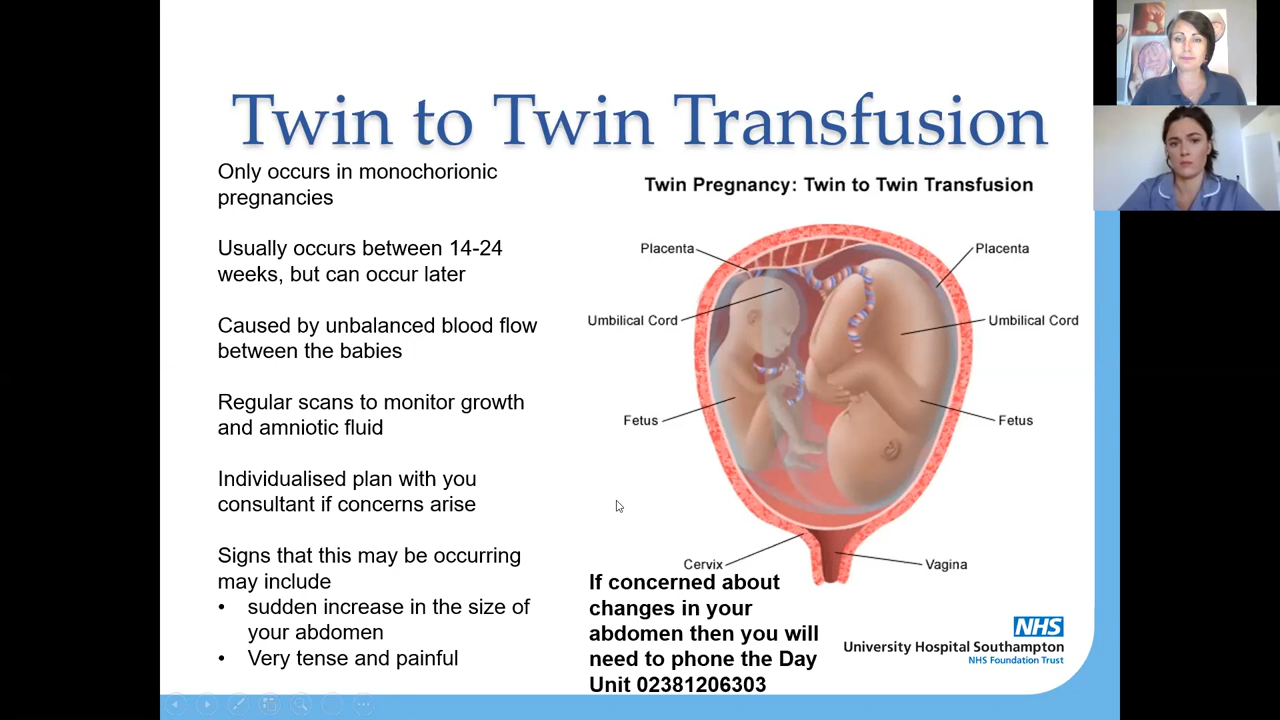 Twin to Twin Transfusion
Only occurs in monochorionic
pregnancies
Usually occurs between 14-24
weeks, but can occur later
Caused by unbalanced blood flow
between the babies
Regular scans to monitor growth
and amniotic fluid
Individualised plan with you
consultant if concerns arise
Signs that this may be occurring
may include
• sudden increase in the size of
your abdomen
• Very tense and painful
Twin Pregnancy: Twin to Twin Transfusion
Placenta
Placenta
Umbilical Cord
Umbilical Cord
Fetus
Fetus
Cervix
Vagina
If concerned about
changes in your
abdomen then you will
need to phone the Day
Unit 02381206303
NHS
University Hospital Southampton
NHS Foundation Trust